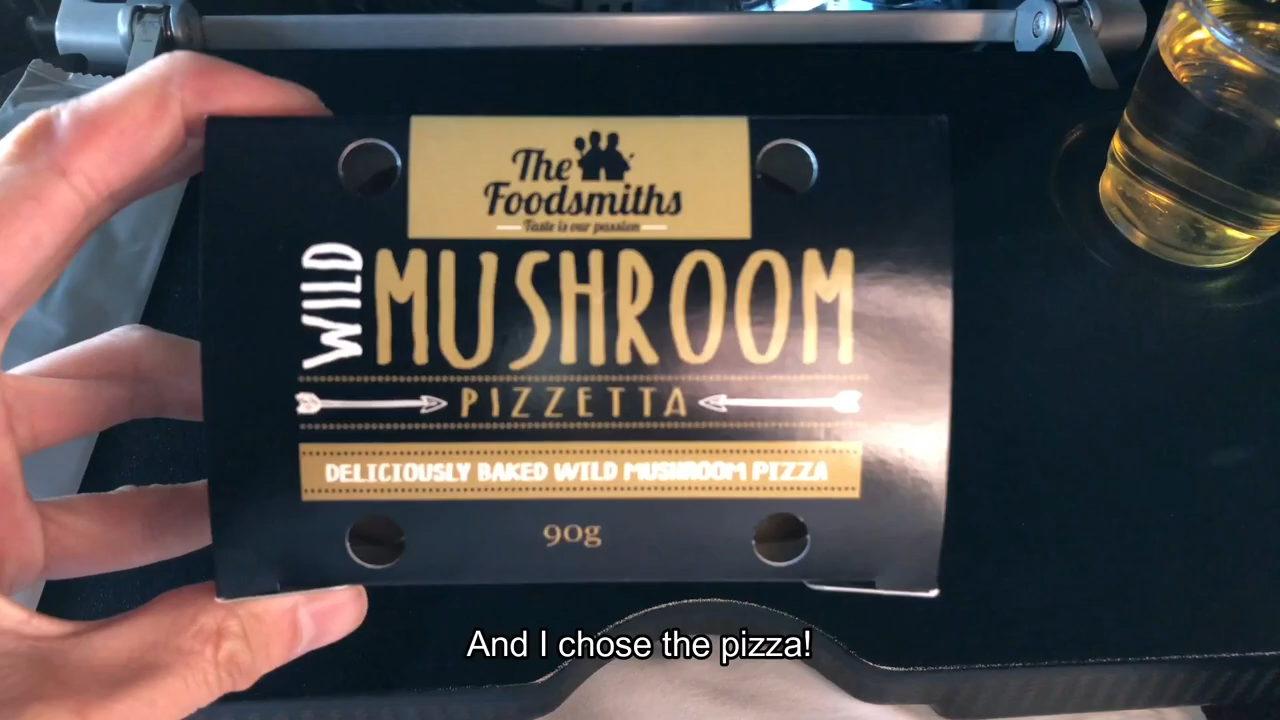 The
Foodsmiths
Taste is our passion
WILD MUSHROOM
PIZZETTA
DELICIOUSLY BAKED WILD MUSHROOM PIZZA
90g
And I chose the pizza!